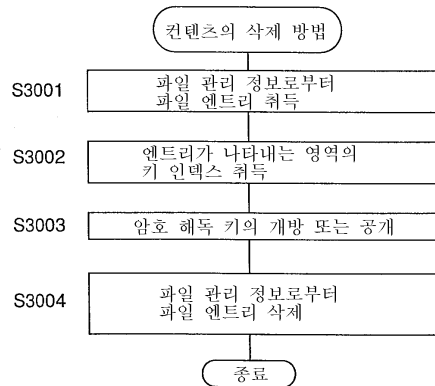 컨텐츠의 삭제 방법
S3001
파일 관리 정보로부터
파일 엔트리 취득
S3002
엔트리가 나타내는 영역의
키 인덱스 취득
S3003
암호 해독 키의 개방 또는 공개
S3004
파일 관리 정보로부터
파일 엔트리 삭제
종료